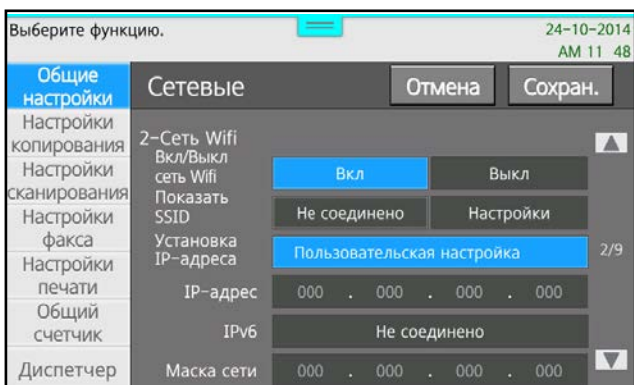 Выберите функцию.
24-10-2014
AM 11 48
Общие
настройки
Настройки
копирования
Настройки
сканирования
Настройки
факса
Настройки
печати
Общий
счетчик
Диспетчер
Сетевые
Отмена
Сохран.
2-Сеть Wifi
Вкл/Выкл
сеть Wifi
Вкл
Выкл
Показать
SSID
Не соединено
Настройки
Установка
IP-адреса
Пользовательская настройка
2/9
IP-адрес
000 . 000 . 000 . 000
IPv6
Не соединено
Маска сети
000 . 000 . 000 . 000